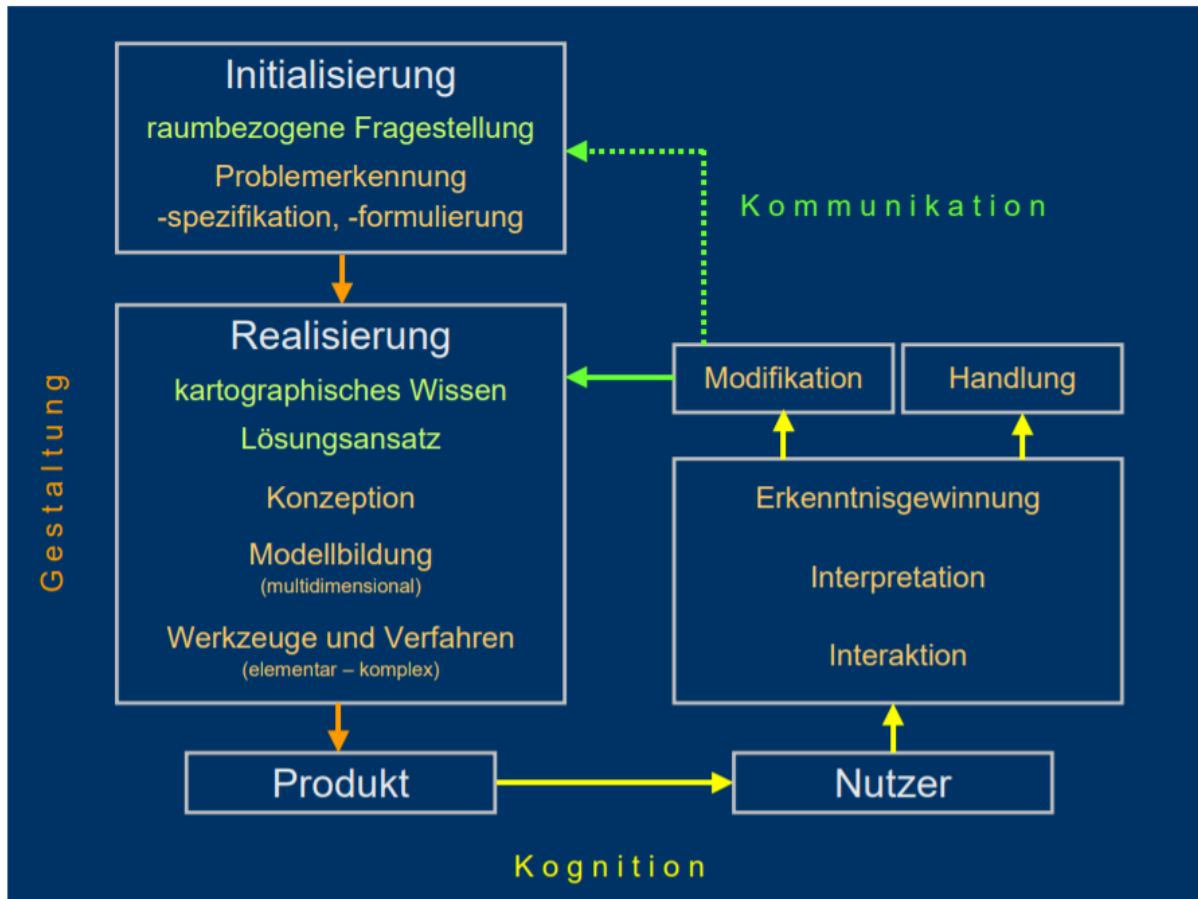 Initialisierung
raumbezogene Fragestellung
Problemerkennung
-spezifikation, -formulierung
Kommunikation
Realisierung
kartographisches Wissen
Lösungsansatz
Konzeption
Modellbildung
(multidimensional)
Werkzeuge und Verfahren
(elementar – komplex)
Gestaltung
Modifikation
Handlung
Erkenntnisgewinnung
Interpretation
Interaktion
Produkt
Nutzer
Kognition